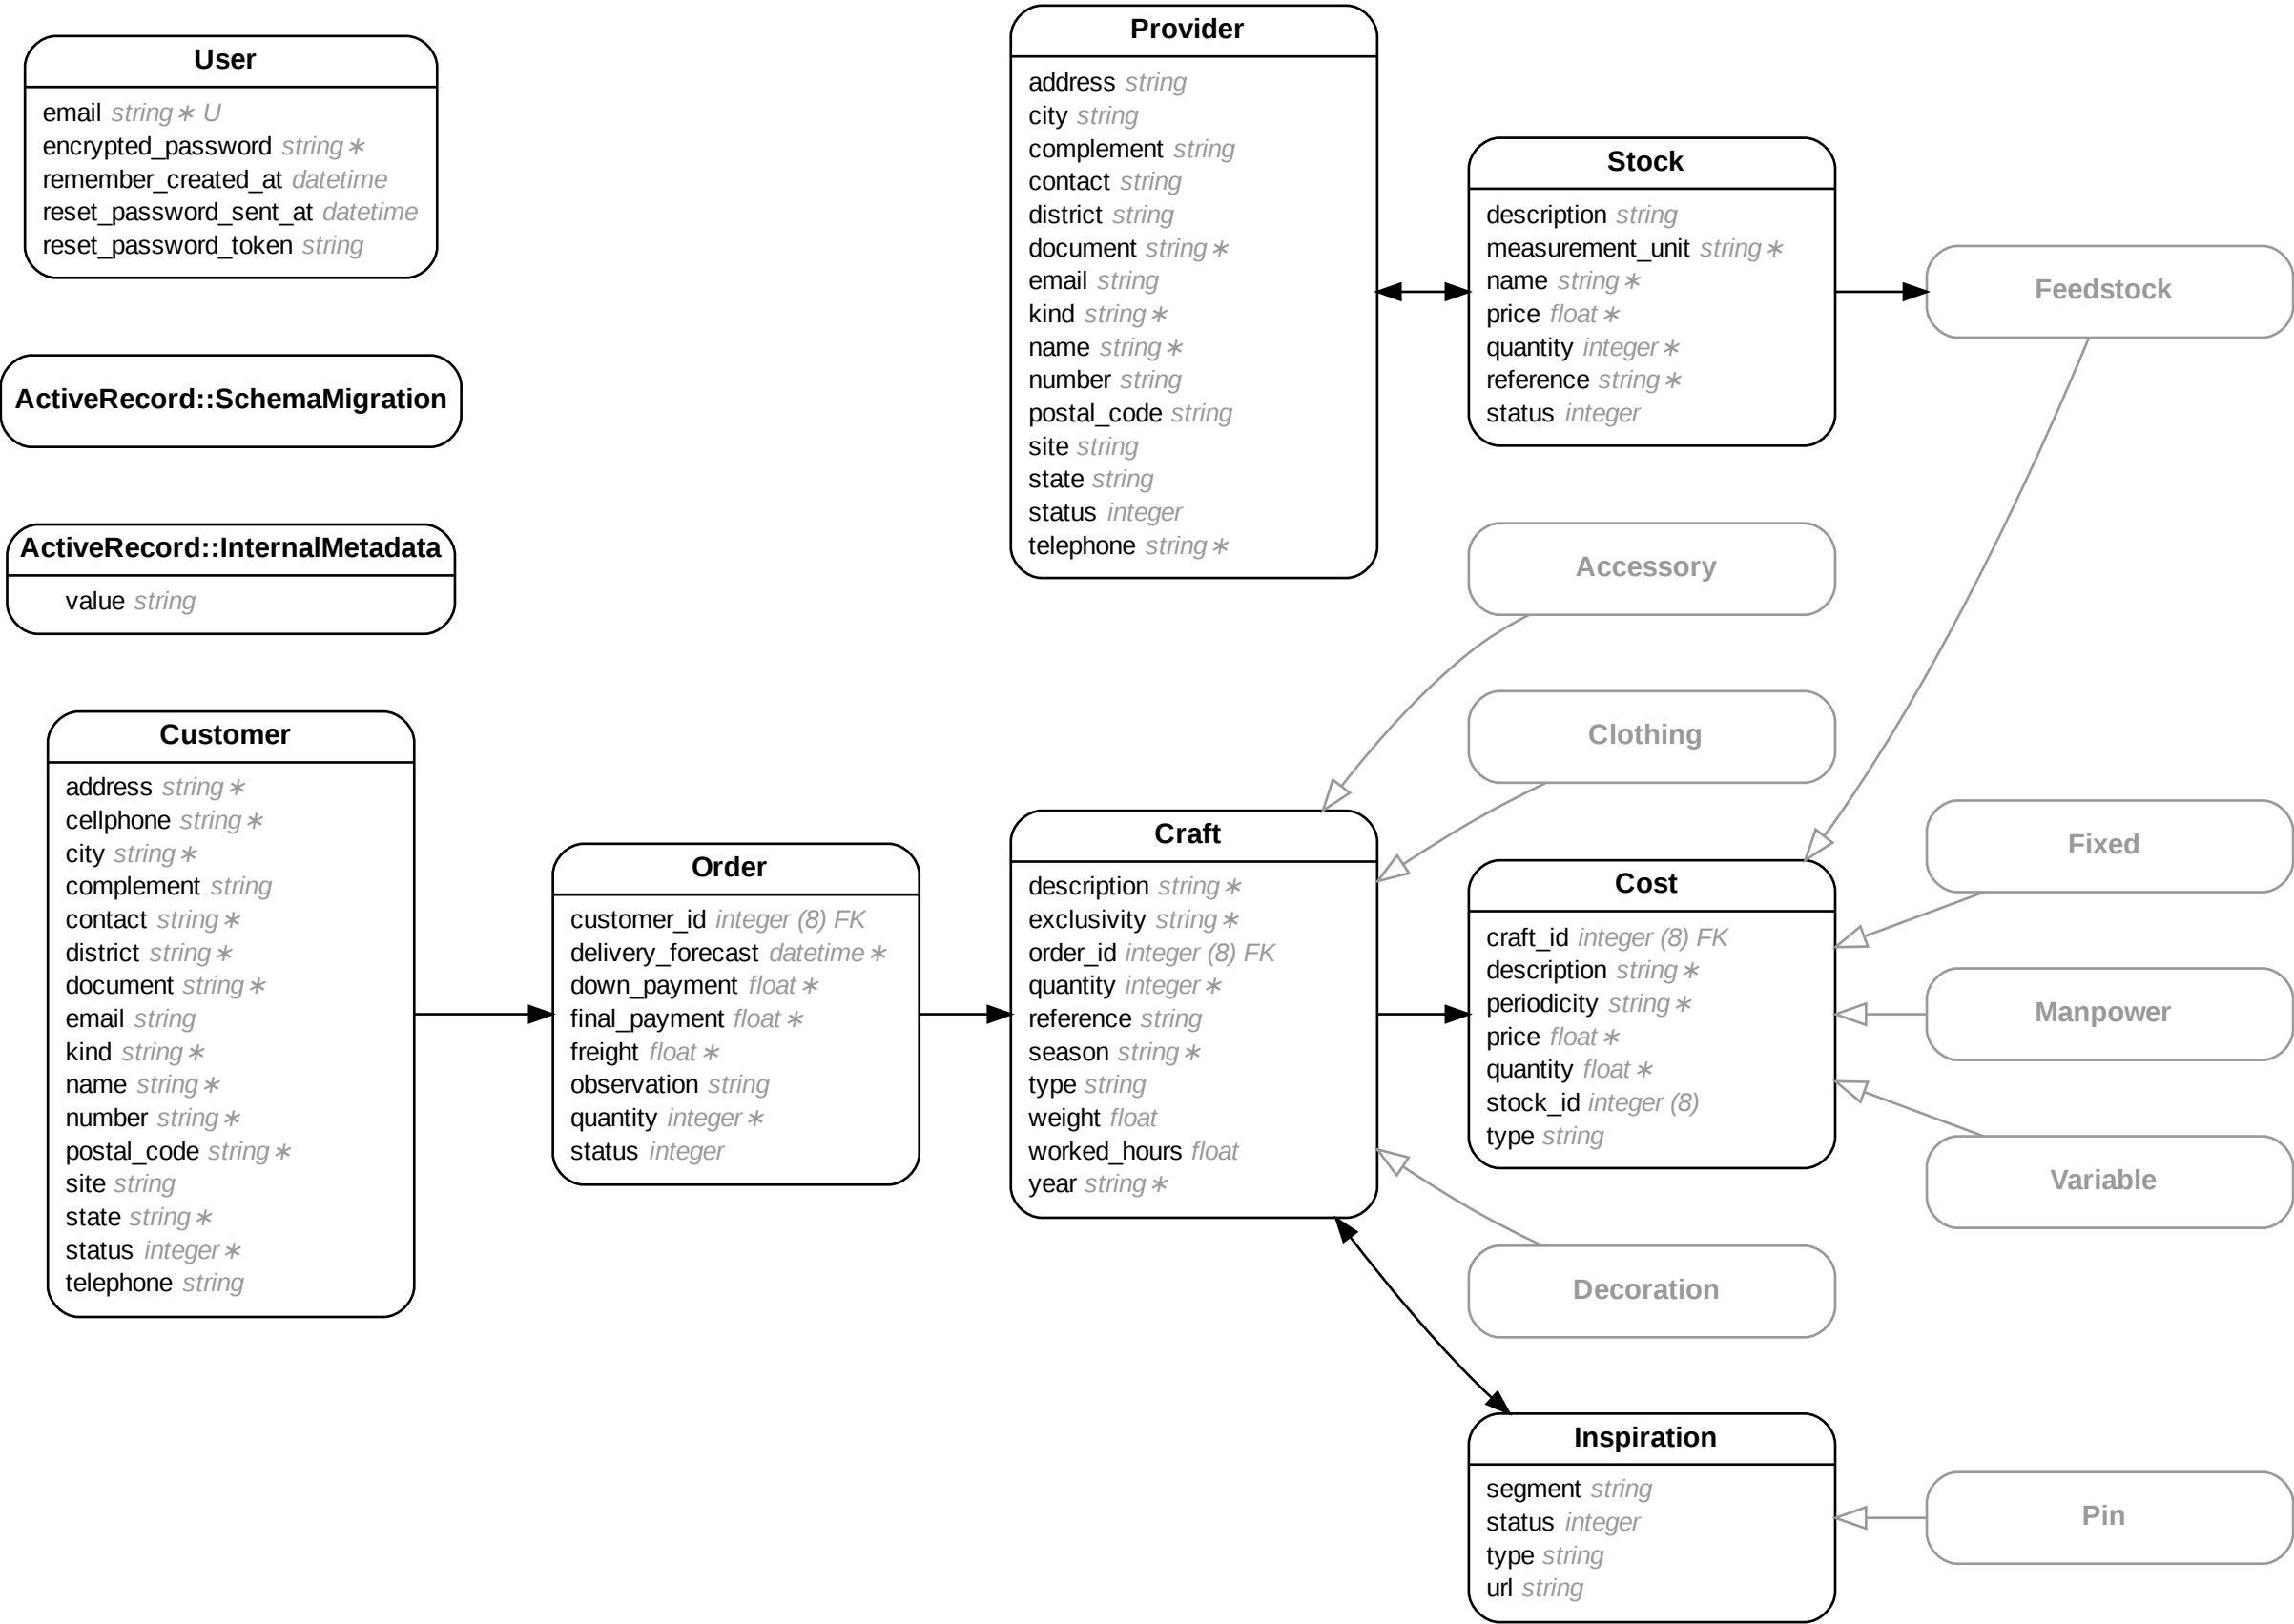 User
email string∗ U
encrypted_password string∗
remember_created_at datetime
reset_password_sent_at datetime
reset_password_token string
ActiveRecord::SchemaMigration
ActiveRecord::InternalMetadata
value string
Customer
address string∗
cellphone string∗
city string∗
complement string
contact string∗
district string∗
document string∗
email string
kind string∗
name string∗
number string∗
postal_code string∗
site string
state string∗
status integer∗
telephone string
Order
customer_id integer (8) FK
delivery_forecast datetime∗
down_payment float∗
final_payment float∗
freight float∗
observation string
quantity integer∗
status integer
Provider
address string
city string
complement string
contact string
district string
document string∗
email string
kind string∗
name string∗
number string
postal_code string
site string
state string
status integer
telephone string∗
Craft
description string∗
exclusivity string∗
order_id integer (8) FK
quantity integer∗
reference string
season string∗
type string
weight float
worked_hours float
year string∗
Stock
description string
measurement_unit string∗
name string∗
price float∗
quantity integer∗
reference string∗
status integer
Accessory
Clothing
Cost
craft_id integer (8) FK
description string∗
periodicity string∗
price float∗
quantity float∗
stock_id integer (8)
type string
Decoration
Inspiration
segment string
status integer
type string
url string
Feedstock
Fixed
Manpower
Variable
Pin